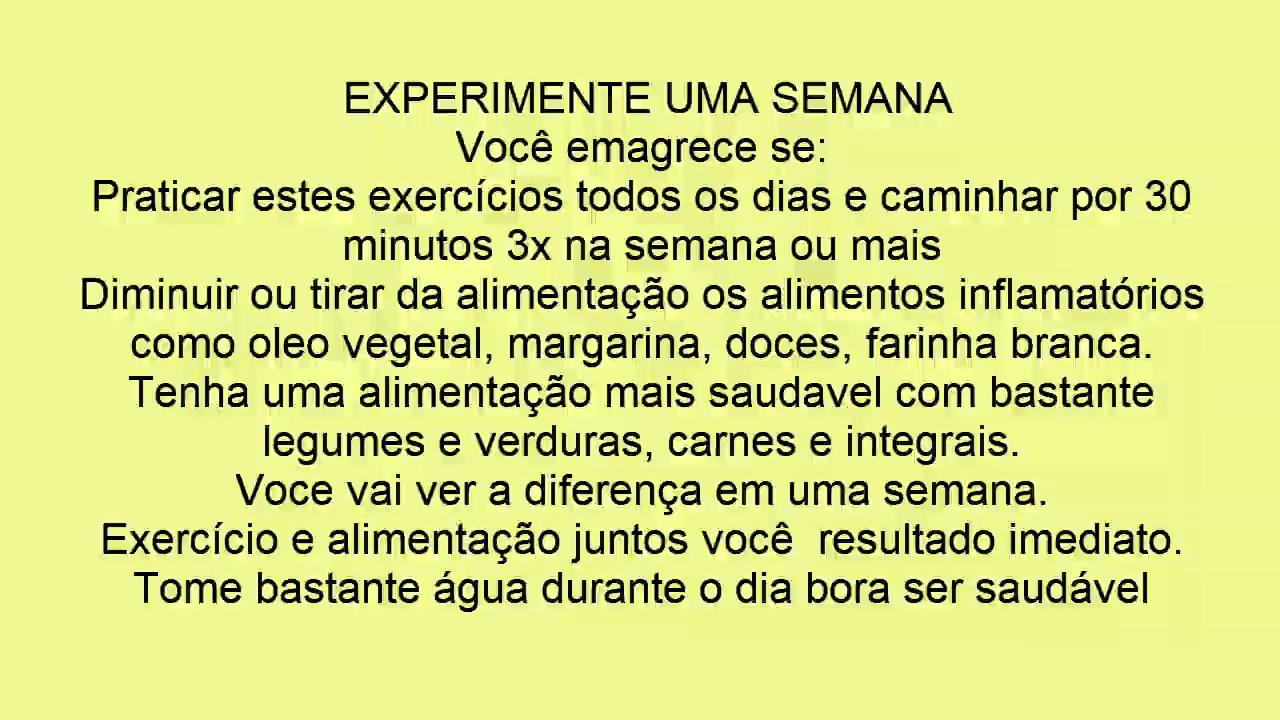 EXPERIMENTE UMA SEMANA
Você emagrece se:
Praticar estes exercícios todos os dias e caminhar por 30
minutos 3x na semana ou mais
Diminuir ou tirar da alimentação os alimentos inflamatórios
como oleo vegetal, margarina, doces, farinha branca.
Tenha uma alimentação mais saudavel com bastante
legumes e verduras, carnes e integrais.
Voce vai ver a diferença em uma semana.
Exercício e alimentação juntos você  resultado imediato.
Tome bastante água durante o dia bora ser saudável